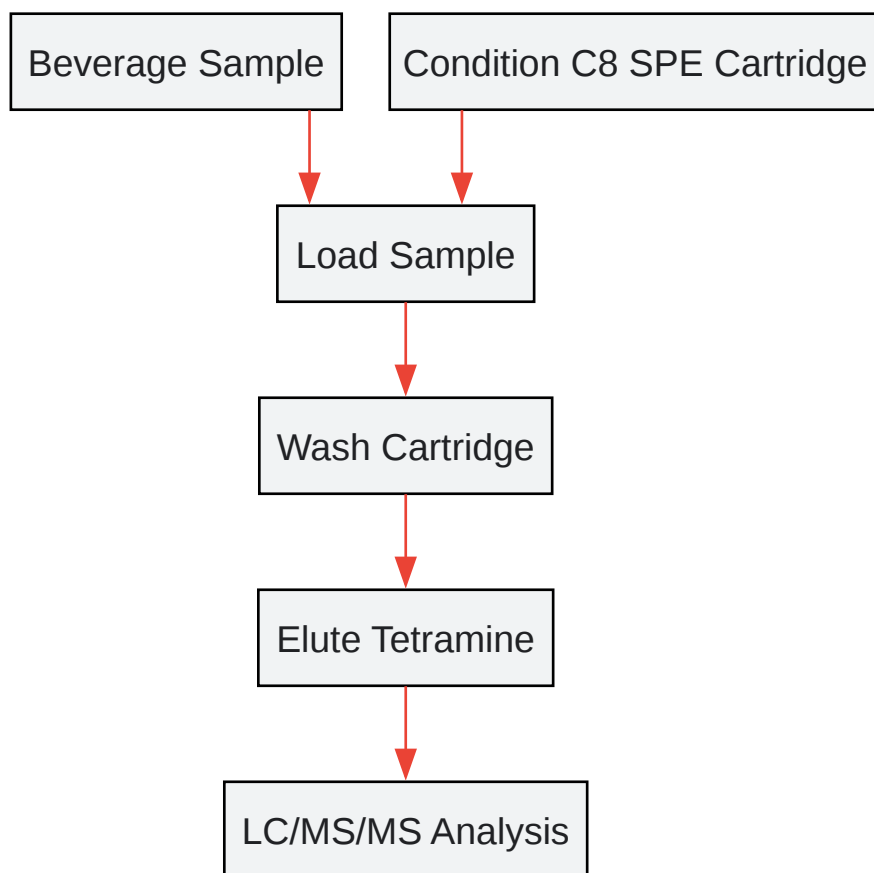 Beverage Sample
Condition C8 SPE Cartridge
Load Sample
Wash Cartridge
Elute Tetramine
LC/MS/MS Analysis